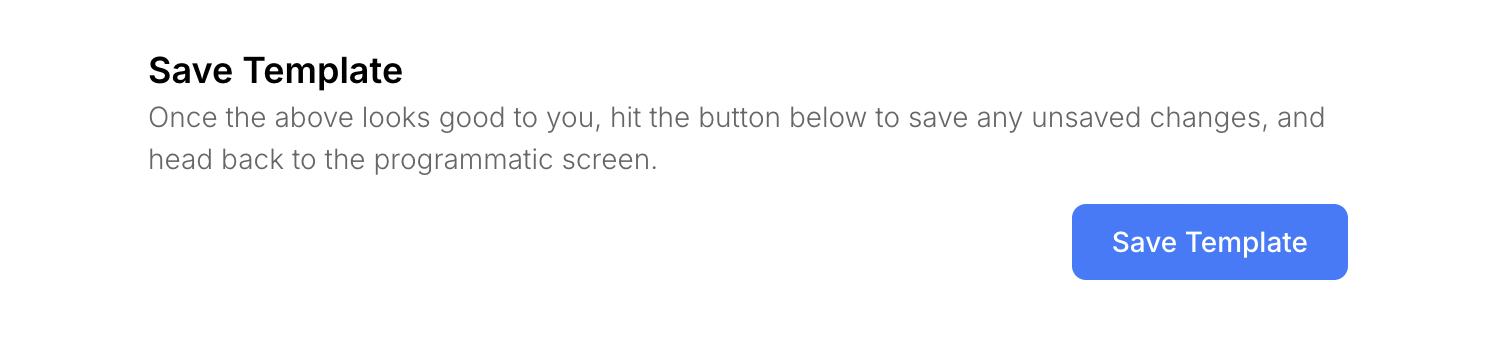 Save Template
Once the above looks good to you, hit the button below to save any unsaved changes, and
head back to the programmatic screen.
Save Template